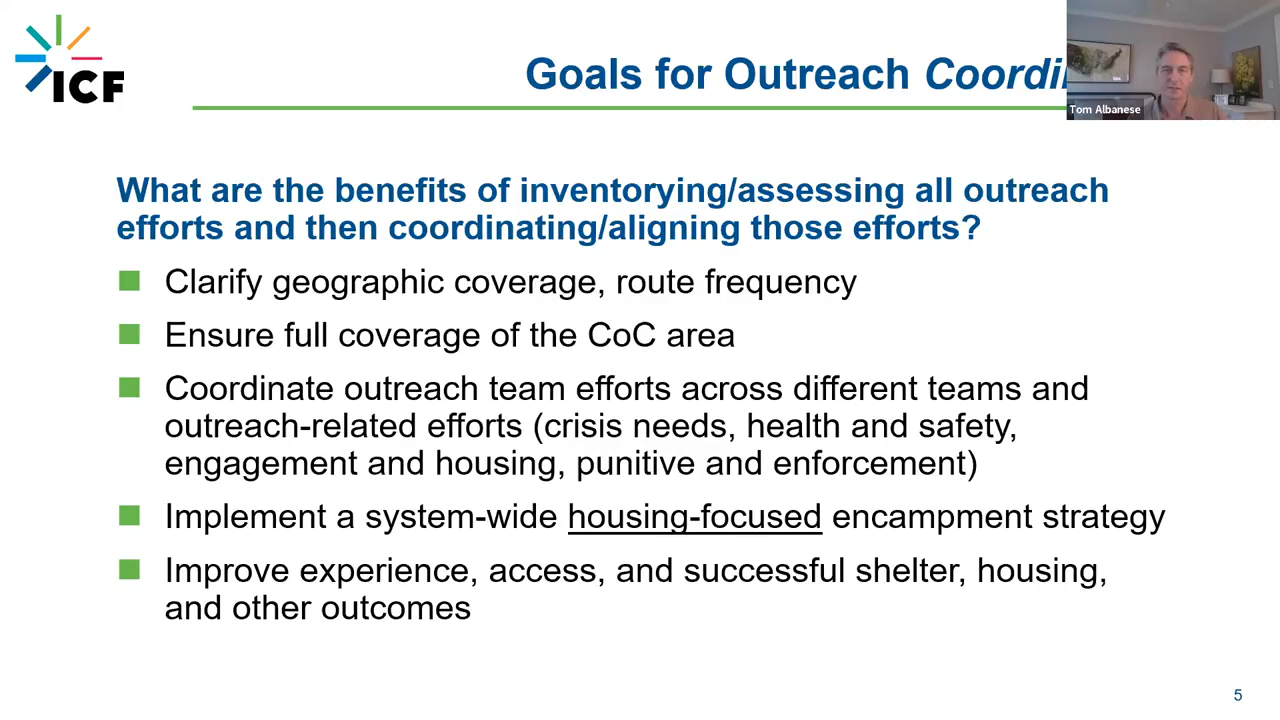 ICF
Goals for Outreach
Tom Albanese
What are the benefits of inventorying/assessing all outreach
efforts and then coordinating/aligning those efforts?
Clarify geographic coverage, route frequency
Ensure full coverage of the CoC area
Coordinate outreach team efforts across different teams and
outreach-related efforts (crisis needs, health and safety,
engagement and housing, punitive and enforcement)
Implement a system-wide housing-focused encampment strategy
Improve experience, access, and successful shelter, housing,
and other outcomes
5